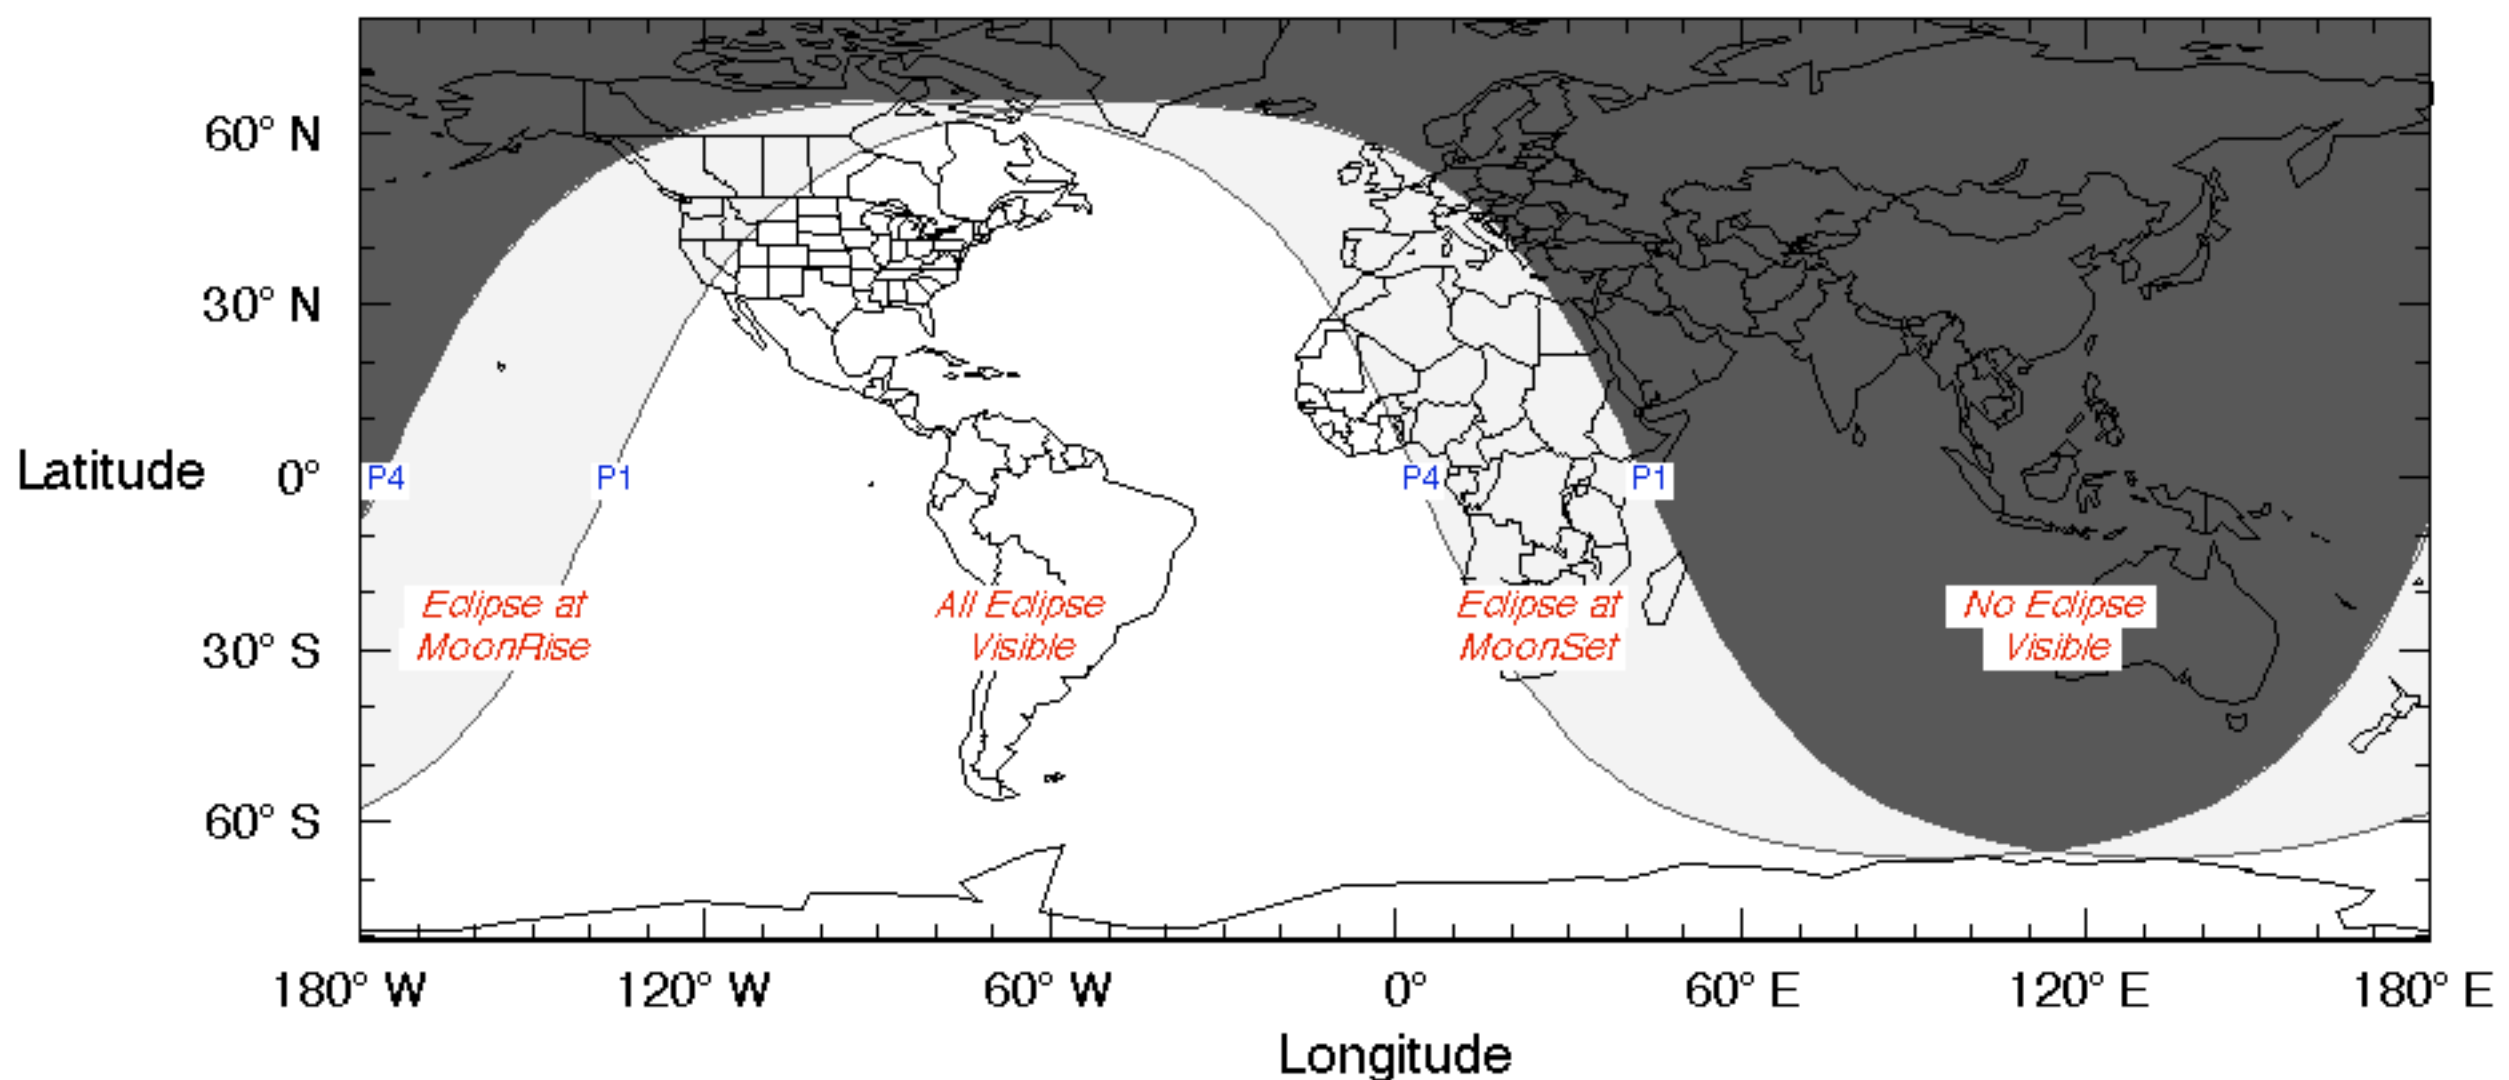 60° N
30° N
Latitude 0°
P4 P1 P4 P1
Eclipse at All Eclipse Eclipse at No Eclipse
MoonRise Visible MoonSet Visible
30° S
60° S
180° W 120° W 60° W 0° 60° E 120° E 180° E
Longitude